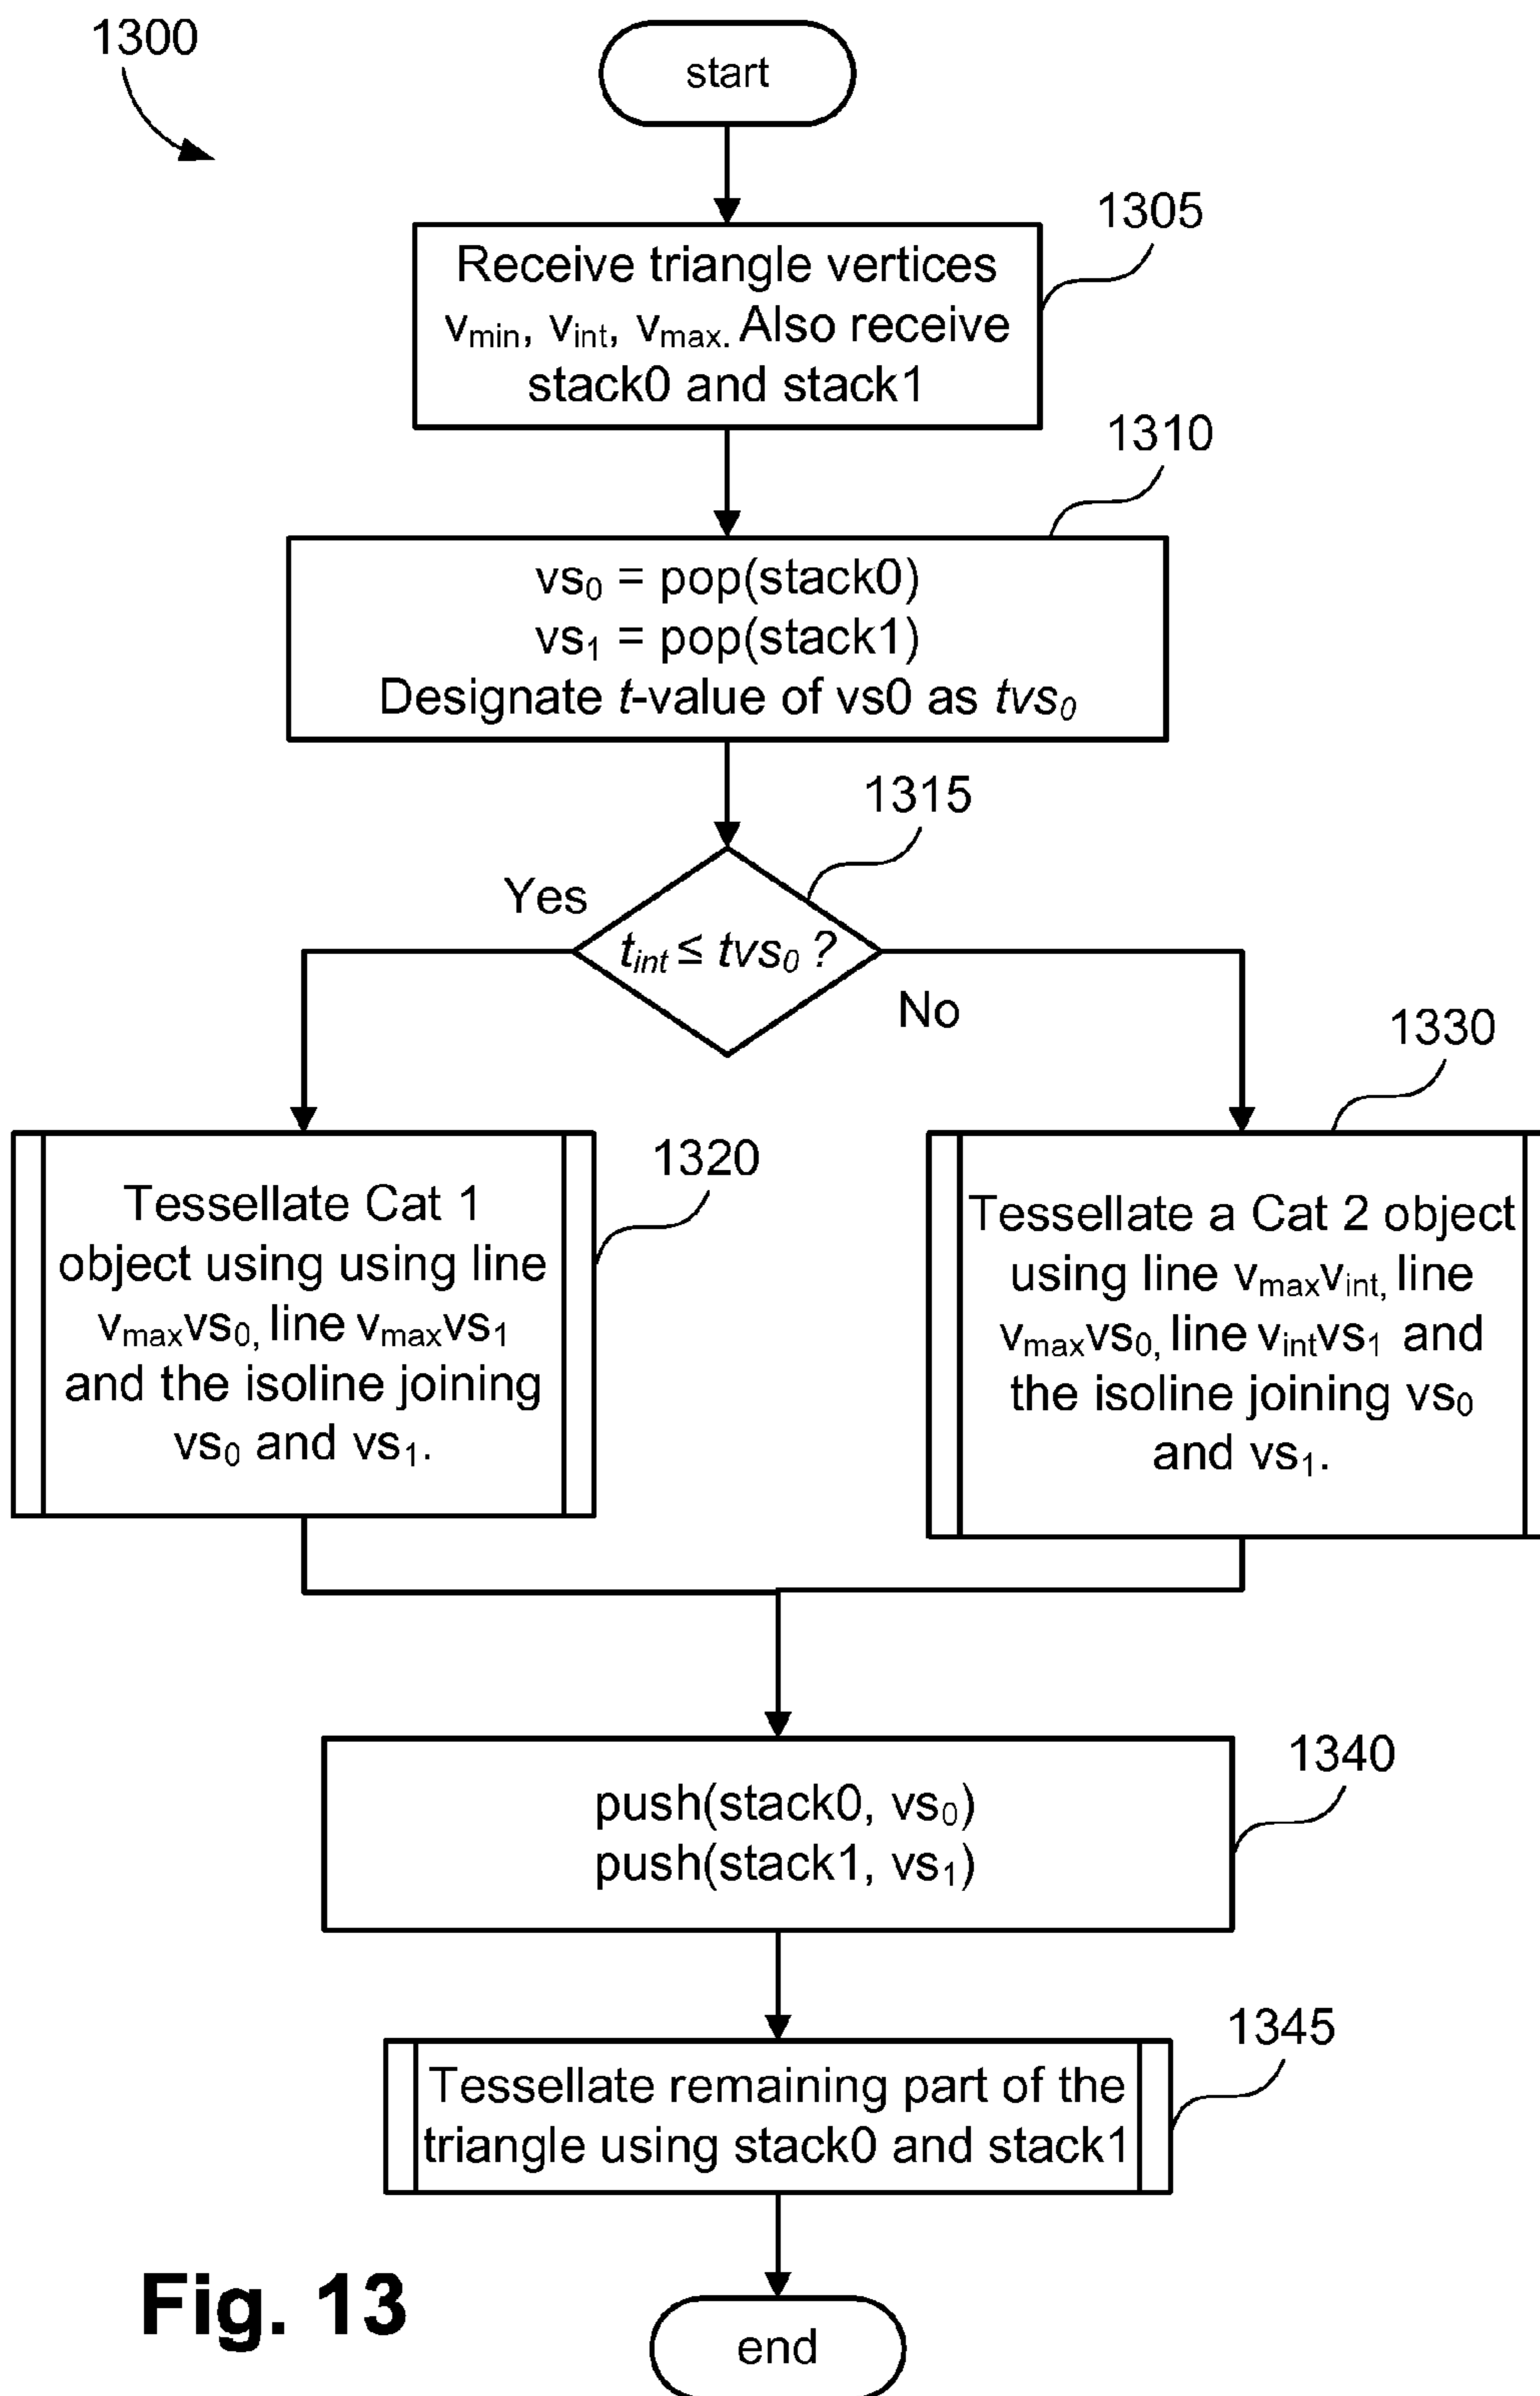 1300
start
1305
Receive triangle vertices
vmin, vint, vmax. Also receive
stack0 and stack1
1310
vs0 = pop(stack0)
vs1 = pop(stack1)
Designate t-value of vs0 as tvs0
1315
Yes
tint ≤ tvs0 ?
No
1330
1320
Tessellate Cat 1
object using using line
vmaxvs0, line vmaxvs1
and the isoline joining
vs0 and vs1.
Tessellate a Cat 2 object
using line vmaxvint, line
vmaxvs0, line vintvs1 and
the isoline joining vs0
and vs1.
1340
push(stack0, vs0)
push(stack1, vs1)
1345
Tessellate remaining part of the
triangle using stack0 and stack1
Fig. 13
end